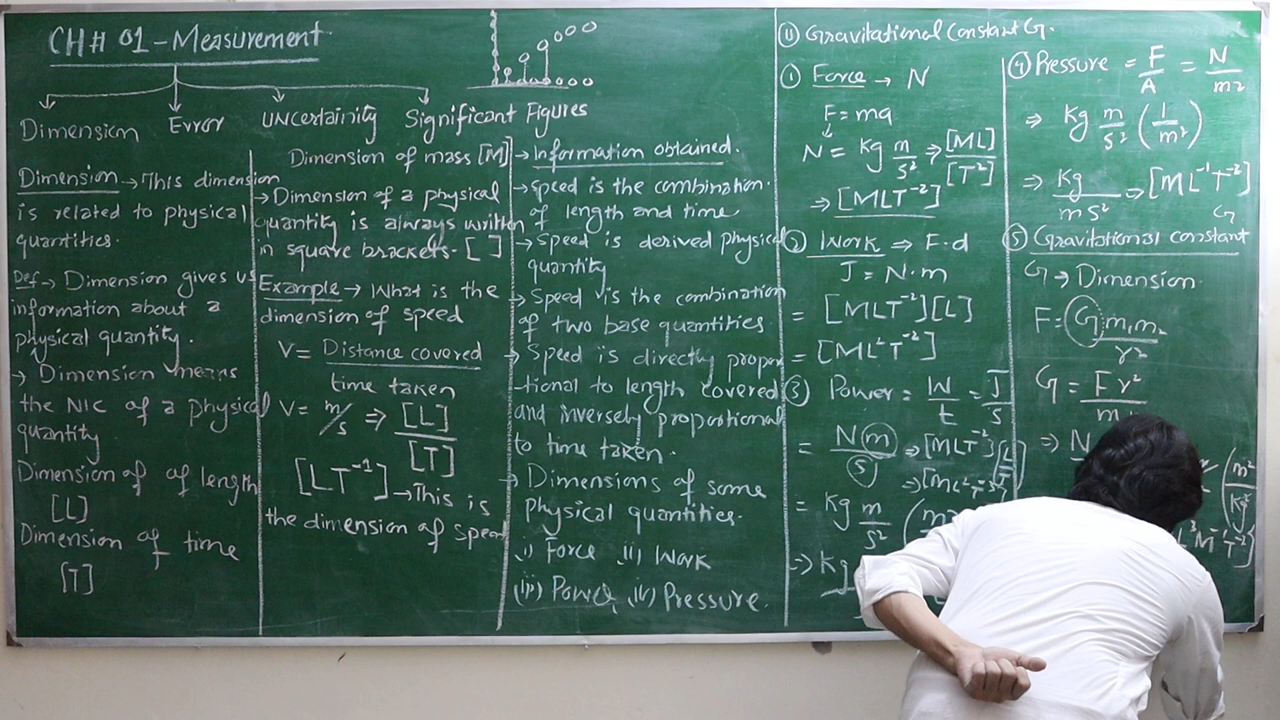 CH# 01 - Measurement
Dimension Error Uncertainity Significant Figures
Dimension → This dimension
is related to physical
quantities.
Def → Dimension gives us
information about a
physical quantity.
→ Dimension means
the NIC of a physical
quantity
Dimension of of length
[L]
Dimension of time
[T]
Dimension of mass [M]
→ Dimension of a physical
quantity is always written
in square brackets. [ ]
Example → What is the
dimension of speed
V = Distance covered
time taken
V = m/s ⇒ [L]
[T]
[LT⁻¹] → This is
the dimension of speed
→ Information obtained.
→ Speed is the combination.
of length and time
→ Speed is derived physical
quantity
→ Speed is the combination
of two base quantities.
→ Speed is directly propor
-tional to length covered
and inversely proportional
to time taken.
→ Dimensions of some
physical quantities.
(i) Force (ii) Work
(iii) Power (iv) Pressure.
Gravitational Constant G.
① Force → N
F = ma
N = kg m/s² ⇒ [ML]/[T²]
⇒ [MLT⁻²]
② Work ⇒ F.d
J = N.m
= [MLT⁻²][L]
= [ML²T⁻²]
③ Power = W/t = J/s
= N(m)/s ⇒ [MLT⁻²]
= kg m/s²
⇒ kg
④ Pressure = F/A = N/m²
⇒ kg m/s² (1/m²)
⇒ kg/ms² ⇒ [ML⁻¹T⁻²]
G
⑤ Gravitational constant
G → Dimension
F = G m₁m₂
r²
G = Fr²
m
⇒ N